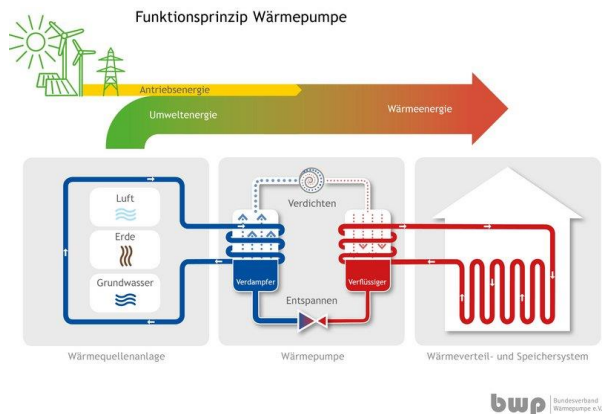 Funktionsprinzip Wärmepumpe
Antriebsenergie
Umweltenergie
Wärmeenergie
Luft
Erde
Grundwasser
Verdichten
Verdampfer
Verflüssiger
Entspannen
Wärmequellenanlage
Wärmepumpe
Wärmeverteil- und Speichersystem
bwp
Bundesverband
Wärmepumpe e.V.